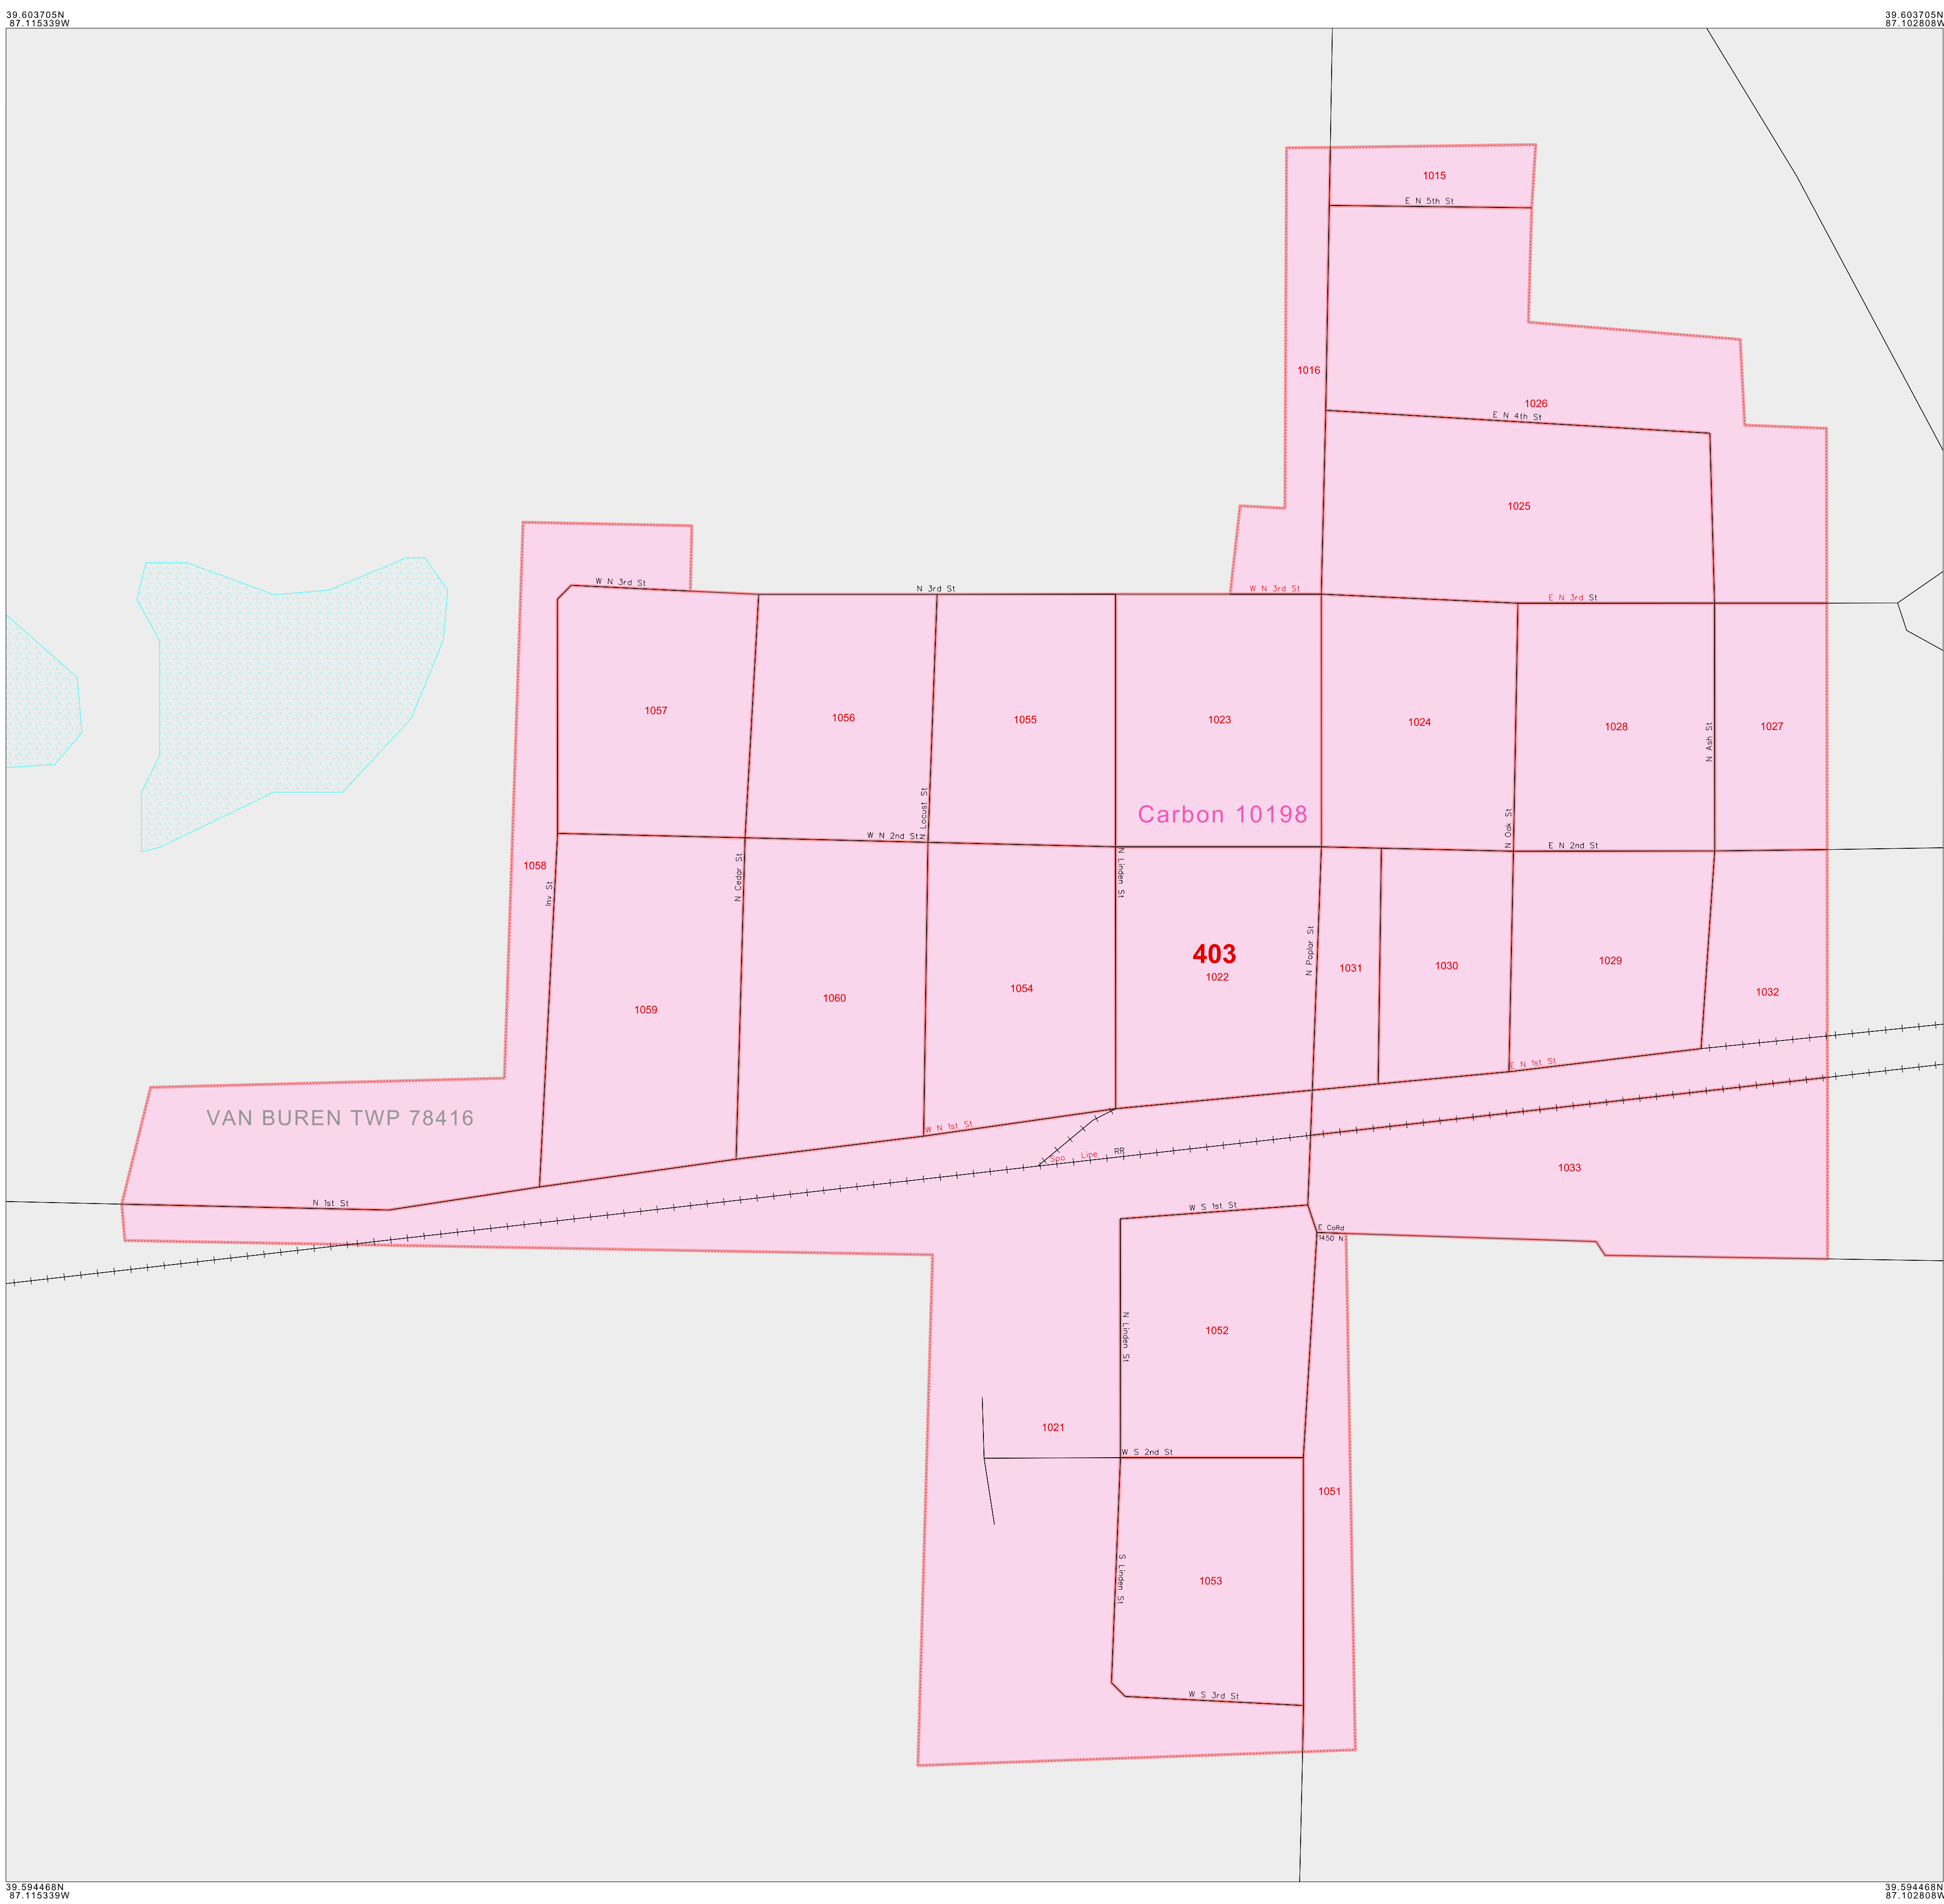 39.603705N
87.115339W
39.603705N
87.102808W
1015
E N 5th St
1016
1026
E N 4th St
1025
W N 3rd St
N 3rd St
W N 3rd St
E N 3rd St
1057
1056
1055
1023
1024
1028
1027
N Ash St
Carbon 10198
N Locust St
W N 2nd St
N Oak St
E N 2nd St
1058
Inv St
N Cedar St
N Linden St
N Poplar St
403
1022
1031
1030
1029
1032
1059
1060
1054
E N 1st St
VAN BUREN TWP 78416
W N 1st St
Spo Line RR
1033
N 1st St
W S 1st St
E CoRd
1450 N
N Linden St
1052
1021
W S 2nd St
1051
S Linden St
1053
W S 3rd St
39.594468N
87.115339W
39.594468N
87.102808W